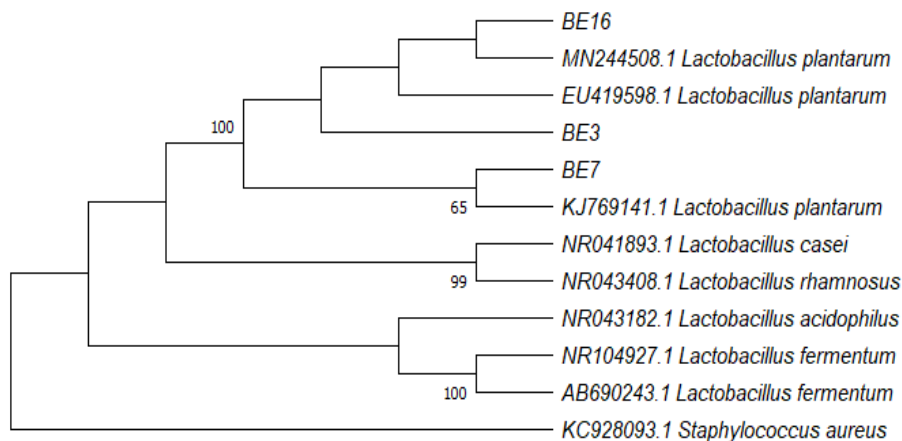 BE16
MN244508.1 Lactobacillus plantarum
EU419598.1 Lactobacillus plantarum
100
BE3
BE7
65
KJ769141.1 Lactobacillus plantarum
NR041893.1 Lactobacillus casei
99
NR043408.1 Lactobacillus rhamnosus
NR043182.1 Lactobacillus acidophilus
NR104927.1 Lactobacillus fermentum
100
AB690243.1 Lactobacillus fermentum
KC928093.1 Staphylococcus aureus